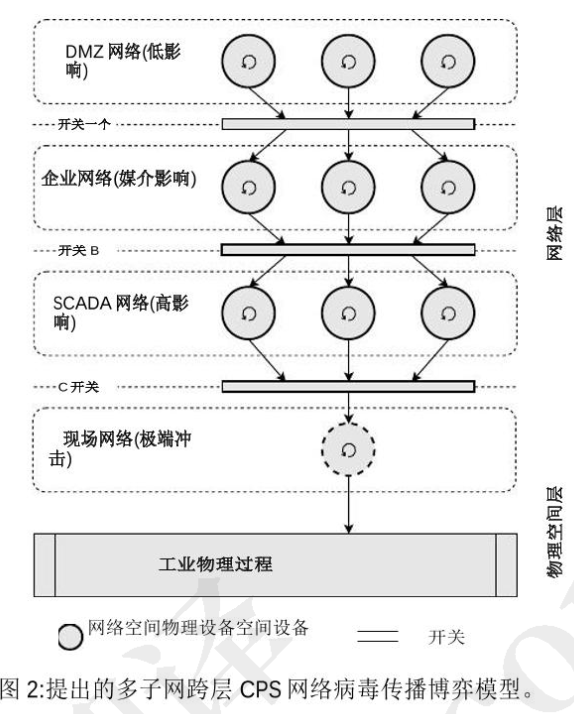 DMZ 网络(低影
响)
开关一个
企业网络(媒介影响)
开关 B
SCADA 网络(高影
响)
C 开关
现场网络(极端冲
击)
工业物理过程
网络层
物理空间层
网络空间物理设备空间设备
开关
图 2:提出的多子网跨层 CPS 网络病毒传播博弈模型。